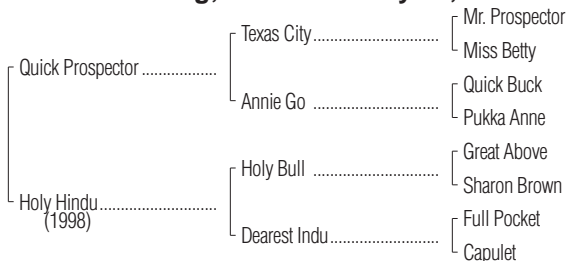 Mr. Prospector
Texas City
Miss Betty
Quick Prospector
Quick Buck
Annie Go
Pukka Anne
Great Above
Holy Bull
Sharon Brown
Holy Hindu
(1998)
Full Pocket
Dearest Indu
Capulet